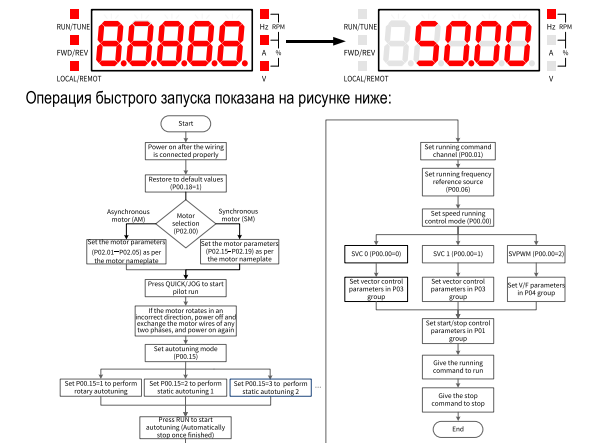 RUN/TUNE
FWD/REV
LOCAL/REMOT
8.8.8.8.8.
Hz
A
V
RPM
%
RUN/TUNE
FWD/REV
LOCAL/REMOT
50.00
Hz
A
V
RPM
%
Операция быстрого запуска показана на рисунке ниже:
Start
Power on after the wiring
is connected properly
Restore to default values
(P00.18=1)
Asynchronous
motor (AM)
Motor
selection
(P02.00)
Synchronous
motor (SM)
Set the motor parameters
(P02.01—P02.05) as per
the motor nameplate
Set the motor parameters
(P02.15—P02.19) as per
the motor nameplate
Press QUICK/JOG to start
pilot run
If the motor rotates in an
incorrect direction, power off and
exchange the motor wires of any
two phases, and power on again
Set autotuning mode
(P00.15)
Set P00.15=1 to perform
rotary autotuning
Set P00.15=2 to perform
static autotuning 1
Set P00.15=3 to perform
static autotuning 2
...
Press RUN to start
autotuning (Automatically
stop once finished)
Set running command
channel (P00.01)
Set running frequency
reference source
(P00.06)
Set speed running
control mode (P00.00)
SVC 0 (P00.00=0)
SVC 1 (P00.00=1)
SVPWM (P00.00=2)
Set vector control
parameters in P03
group
Set vector control
parameters in P03
group
Set V/F parameters
in P04 group
Set start/stop control
parameters in P01
group
Give the running
command to run
Give the stop
command to stop
End